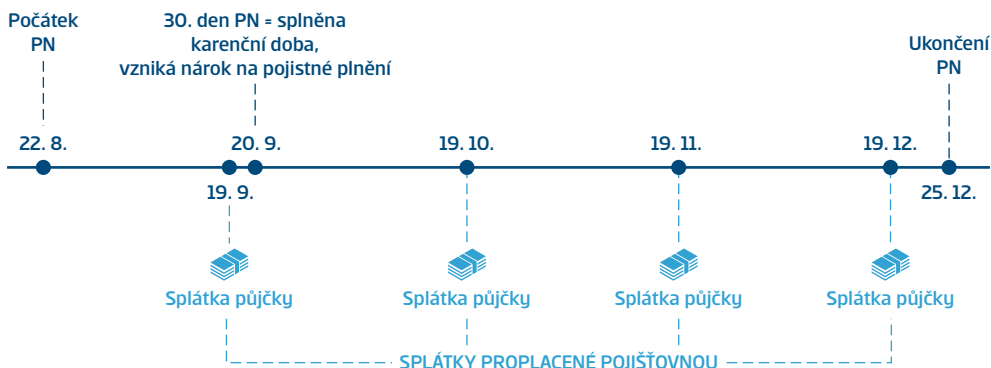 Počátek
PN
30. den PN = splněna
karenční doba,
vzniká nárok na pojistné plnění
Ukončení
PN
22. 8.
20. 9.
19. 10.
19. 11.
19. 12.
19. 9.
25. 12.
Splátka půjčky
Splátka půjčky
Splátka půjčky
Splátka půjčky
SPLÁTKY PROPLACENÉ POJIŠŤOVNOU